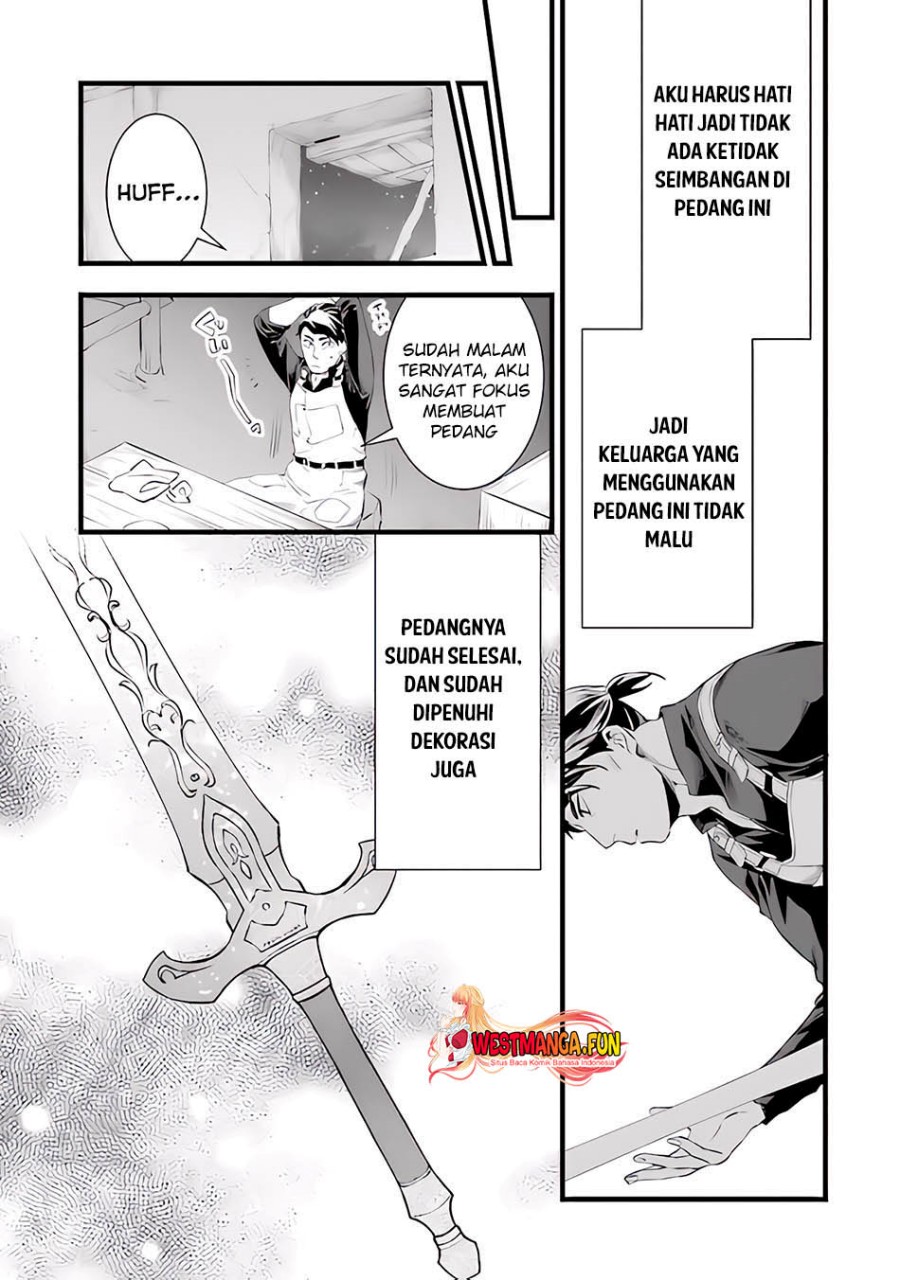 AKU HARUS HATI
HATI JADI TIDAK
ADA KETIDAK
SEIMBANGAN DI
PEDANG INI
JADI
KELUARGA YANG
MENGGUNAKAN
PEDANG INI TIDAK
MALU
HUFF...
SUDAH MALAM
TERNYATA, AKU
SANGAT FOKUS
MEMBUAT
PEDANG
PEDANGNYA
SUDAH SELESAI,
DAN SUDAH
DIPENUHI
DEKORASI
JUGA
WESTMANGA.FUN
Situs Baca Komik Bahasa Indonesia